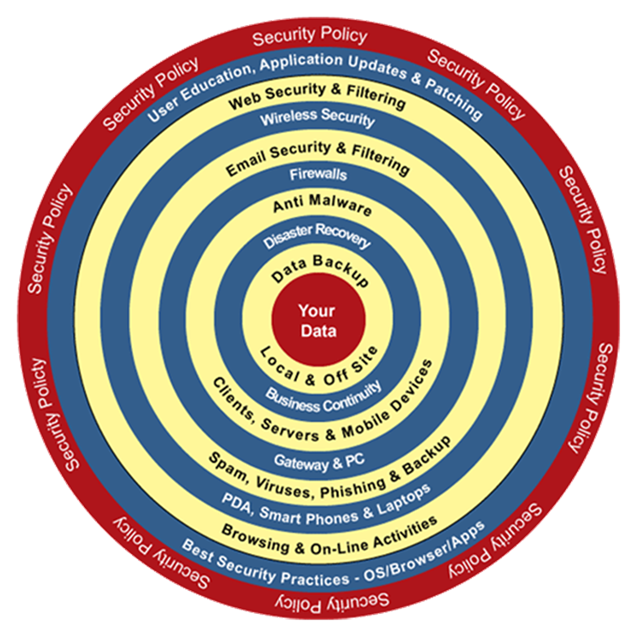 Security Policy
Security Policy
Security Policy
Security Policy
Security Policy
Security Policy
Security Policy
Security Policty
Security Policy
Security Policy
User Education, Application Updates & Patching
Web Security & Filtering
Wireless Security
Email Security & Filtering
Firewalls
Anti Malware
Disaster Recovery
Data Backup
Your
Data
Local & Off Site
Business Continuity
Clients, Servers & Mobile Devices
Gateway & PC
Spam, Viruses, Phishing & Backup
PDA, Smart Phones & Laptops
Browsing & On-Line Activities
Best Security Practices - OS/Browser/Apps